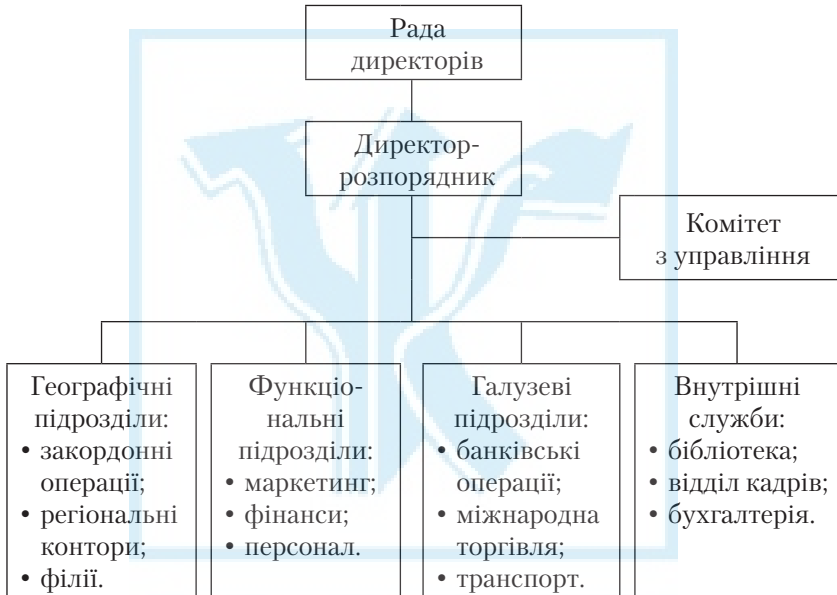 Рада
директорів
Директор-
розпорядник
Комітет
з управління
Географічні
підрозділи:
• закордонні
операції;
• регіональні
контори;
• філії.
Функціо-
нальні
підрозділи:
• маркетинг;
• фінанси;
• персонал.
Галузеві
підрозділи:
• банківські
операції;
• міжнародна
торгівля;
• транспорт.
Внутрішні
служби:
• бібліотека;
• відділ кадрів;
• бухгалтерія.